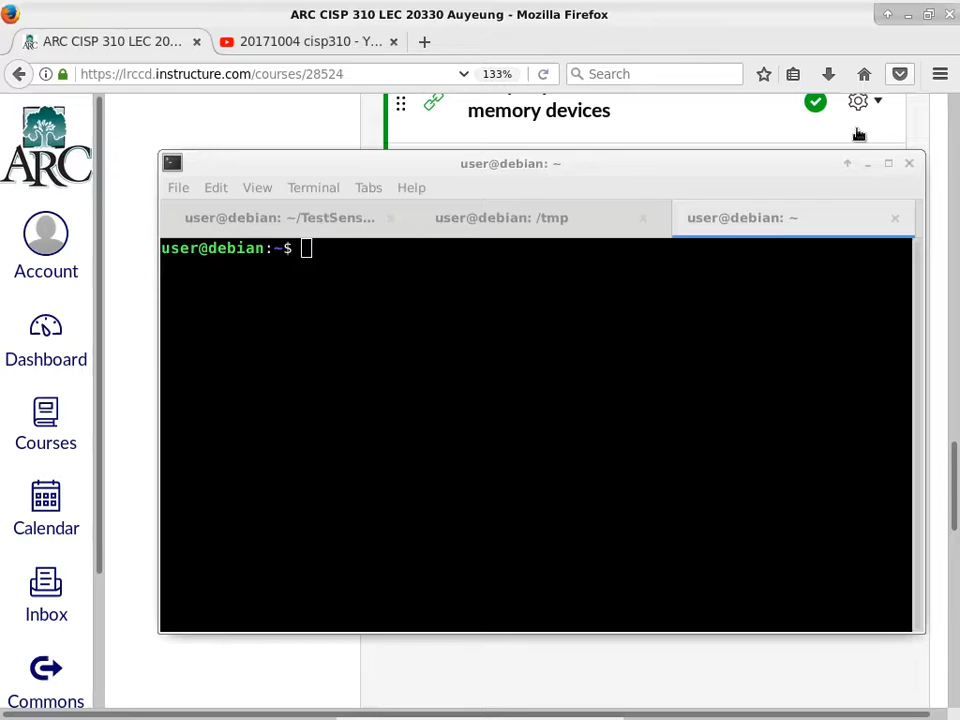 ARC CISP 310 LEC 20330 Auyeung - Mozilla Firefox
ARC CISP 310 LEC 20...
20171004 cisp310 - Y...
https://lrccd.instructure.com/courses/28524
133%
Search
memory devices
ARC
Account
Dashboard
Courses
Calendar
Inbox
Commons
user@debian: ~
File Edit View Terminal Tabs Help
user@debian: ~/TestSens...
user@debian: /tmp
user@debian: ~
user@debian:~$